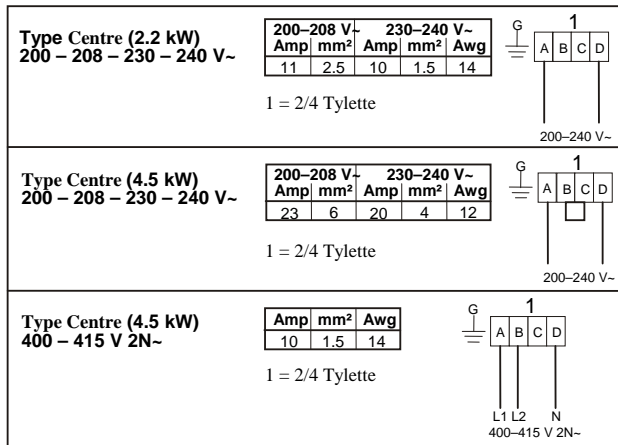 Type Centre (2.2 kW)
200 – 208 – 230 – 240 V~
200–208 V~ 230–240 V~
Amp mm² Amp mm² Awg
11 2.5 10 1.5 14
1 = 2/4 Tylette
G 1
A B C D
200–240 V~
Type Centre (4.5 kW)
200 – 208 – 230 – 240 V~
200–208 V~ 230–240 V~
Amp mm² Amp mm² Awg
23 6 20 4 12
1 = 2/4 Tylette
G 1
A B C D
200–240 V~
Type Centre (4.5 kW)
400 – 415 V 2N~
Amp mm² Awg
10 1.5 14
1 = 2/4 Tylette
G 1
A B C D
L1 L2 N
400–415 V 2N~